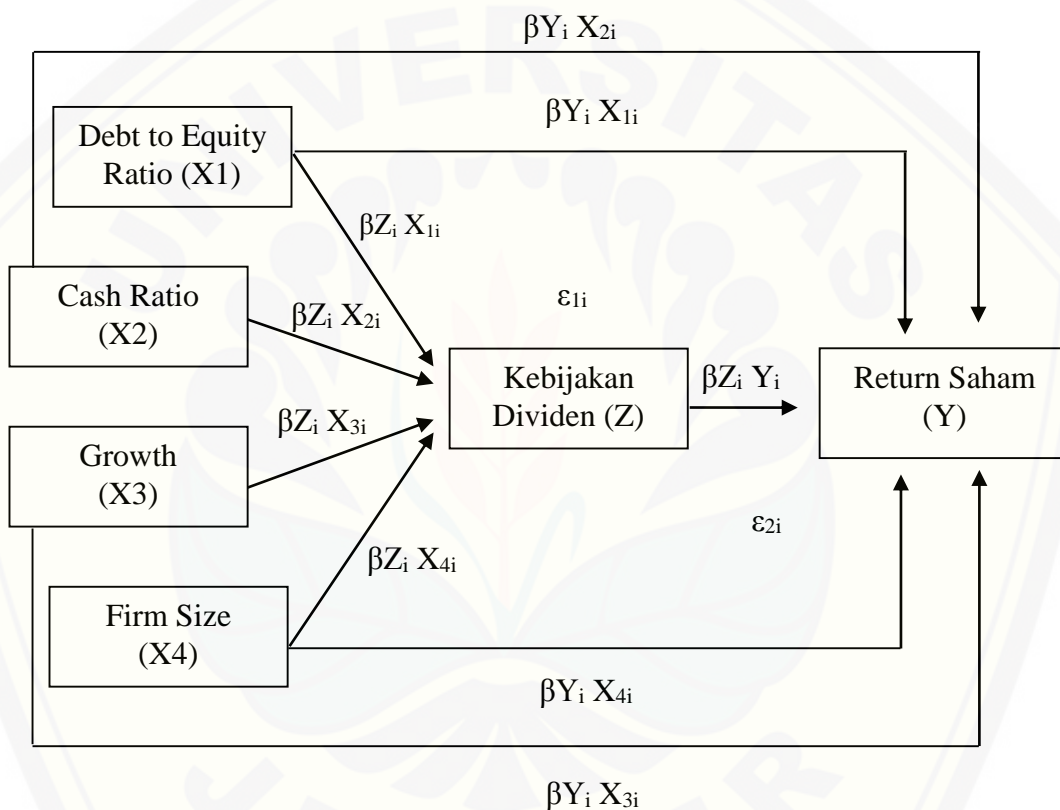 βYᵢ X₂ᵢ
βYᵢ X₁ᵢ
Debt to Equity
Ratio (X1)
βZᵢ X₁ᵢ
Cash Ratio
(X2)
βZᵢ X₂ᵢ
ε₁ᵢ
Kebijakan
Dividen (Z)
βZᵢ Yᵢ
Return Saham
(Y)
Growth
(X3)
βZᵢ X₃ᵢ
ε₂ᵢ
βZᵢ X₄ᵢ
Firm Size
(X4)
βYᵢ X₄ᵢ
βYᵢ X₃ᵢ
UNIVERSITAS